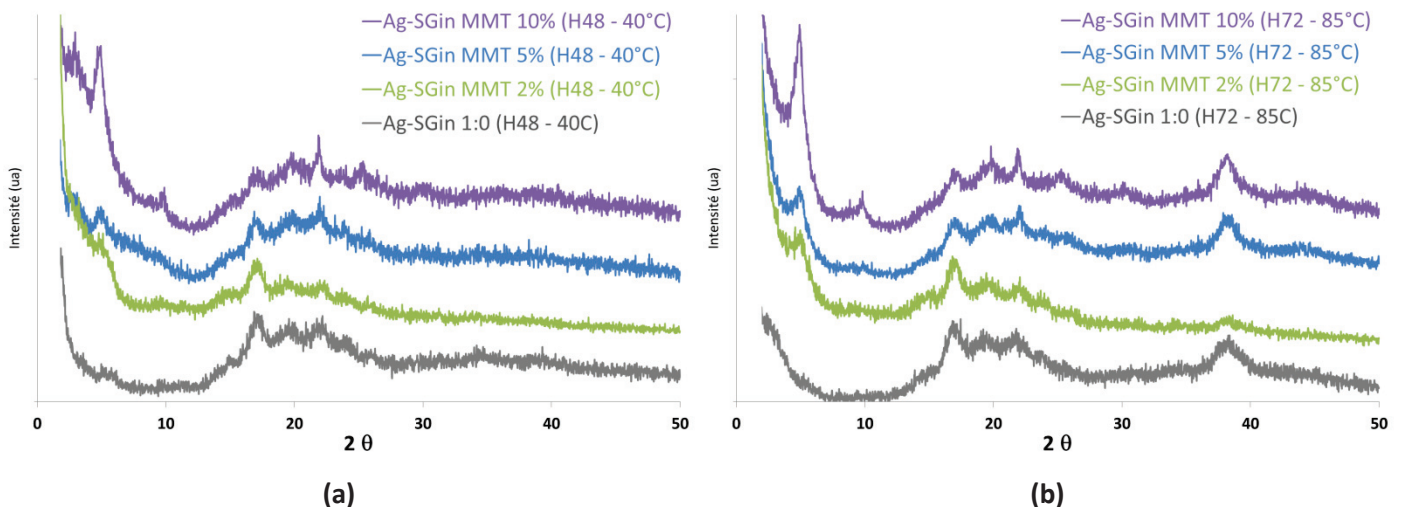 Ag-SGin MMT 10% (H48 - 40°C)
Ag-SGin MMT 5% (H48 - 40°C)
Ag-SGin MMT 2% (H48 - 40°C)
Ag-SGin 1:0 (H48 - 40C)
Intensité (ua)
0 10 20 30 40 50
2 θ
(a)
Ag-SGin MMT 10% (H72 - 85°C)
Ag-SGin MMT 5% (H72 - 85°C)
Ag-SGin MMT 2% (H72 - 85°C)
Ag-SGin 1:0 (H72 - 85C)
Intensité (ua)
0 10 20 30 40 50
2 θ
(b)